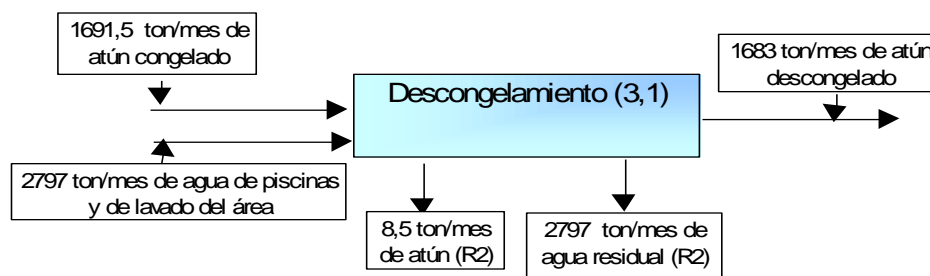 1691,5 ton/mes de
atún congelado
1683 ton/mes de atún
descongelado
Descongelamiento (3,1)
2797 ton/mes de agua de piscinas
y de lavado del área
8,5 ton/mes
de atún (R2)
2797 ton/mes de
agua residual (R2)